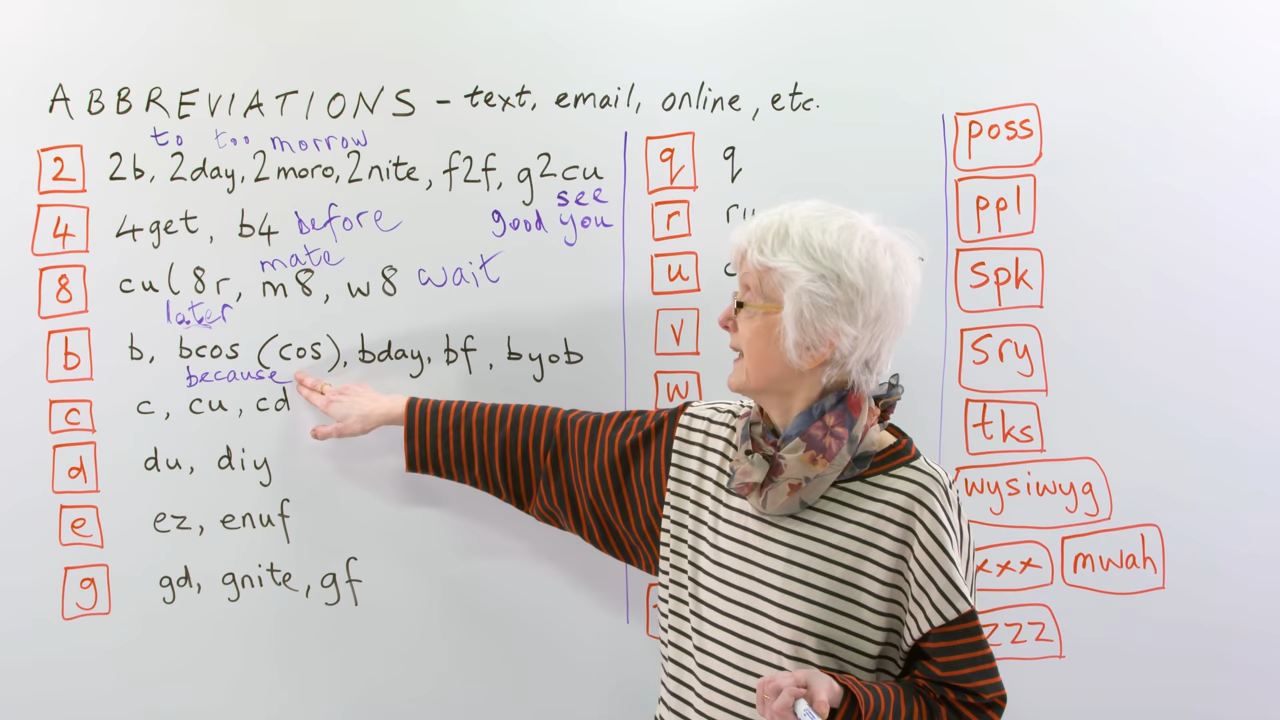 ABBREVIATIONS - text, email, online, etc.
to too morrow
2 2b, 2day, 2moro, 2nite, f2f, g2cu
see
good you
4 4get, b4 before
mate
8 cul8r, m8, w8 wait
later
b b, bcos (cos), bday, bf, byob
because
c c, cu, cd
d du, diy
e ez, enuf
g gd, gnite, gf
q q
r
u
v
w
poss
ppl
spk
sry
tks
wysiwyg
xxx mwah
zzz